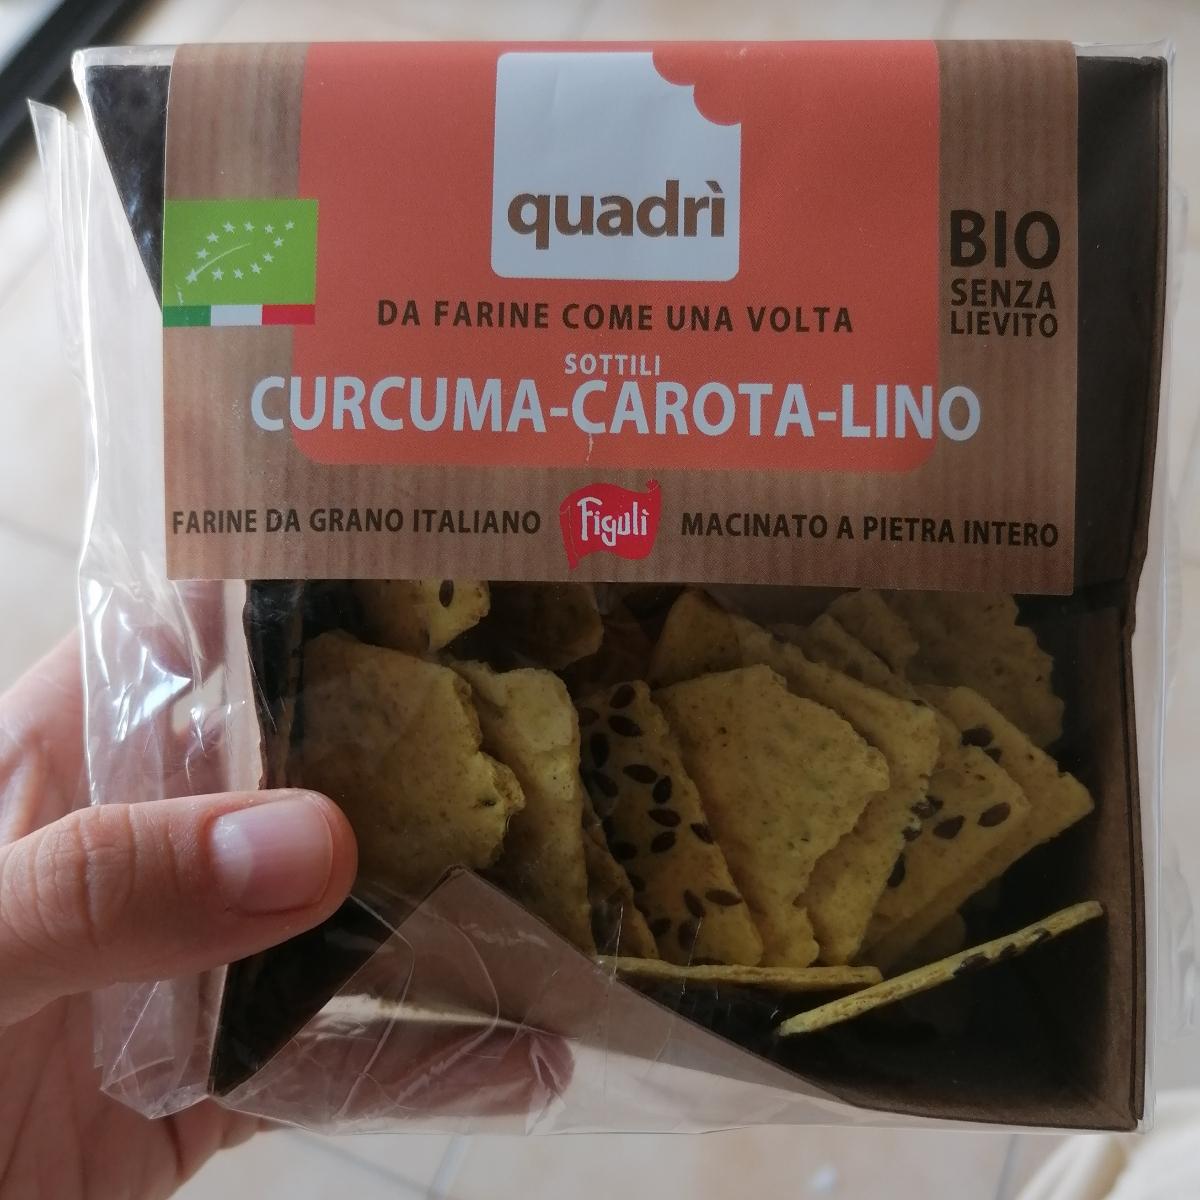 quadrì
DA FARINE COME UNA VOLTA
BIO
SENZA
LIEVITO
SOTTILI
CURCUMA-CAROTA-LINO
FARINE DA GRANO ITALIANO
Figulì
MACINATO A PIETRA INTERO